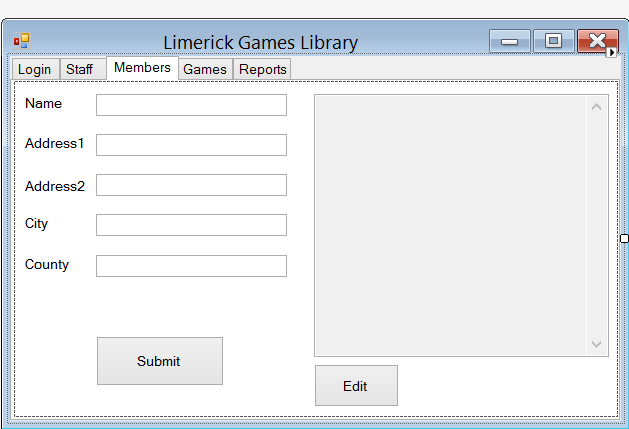 Limerick Games Library
Login Staff Members Games Reports
Name
Address1
Address2
City
County
Submit
Edit